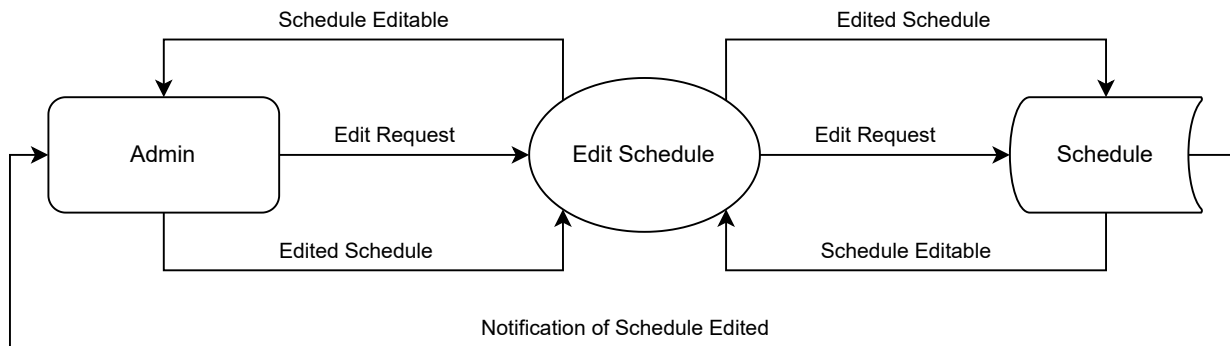 Schedule Editable
Edited Schedule
Admin
Edit Request
Edit Schedule
Edit Request
Schedule
Edited Schedule
Schedule Editable
Notification of Schedule Edited